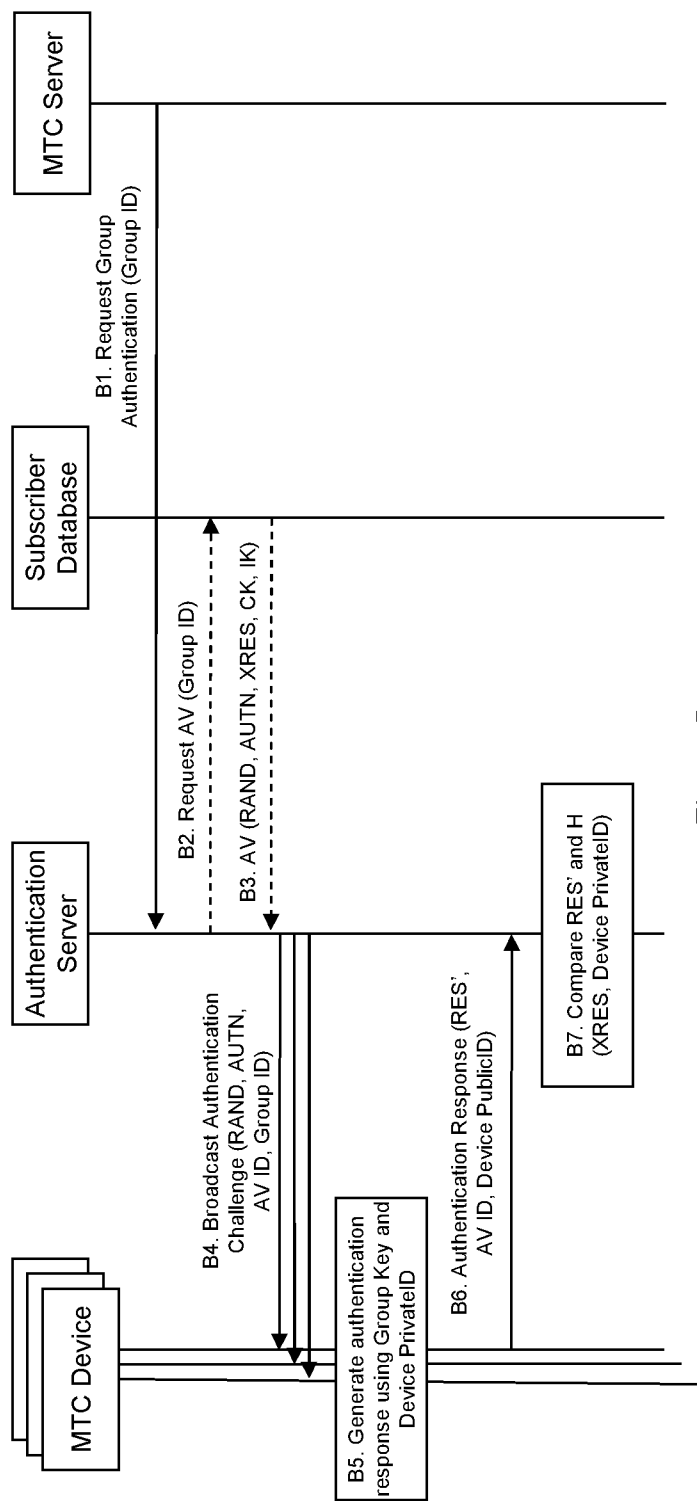 MTC Device
Authentication
Server
Subscriber
Database
MTC Server
B1. Request Group
Authentication (Group ID)
B2. Request AV (Group ID)
B3. AV (RAND, AUTN, XRES, CK, IK)
B4. Broadcast Authentication
Challenge (RAND, AUTN,
AV ID, Group ID)
B5. Generate authentication
response using Group Key and
Device PrivateID
B6. Authentication Response (RES’,
AV ID, Device PublicID)
B7. Compare RES’ and H
(XRES, Device PrivateID)